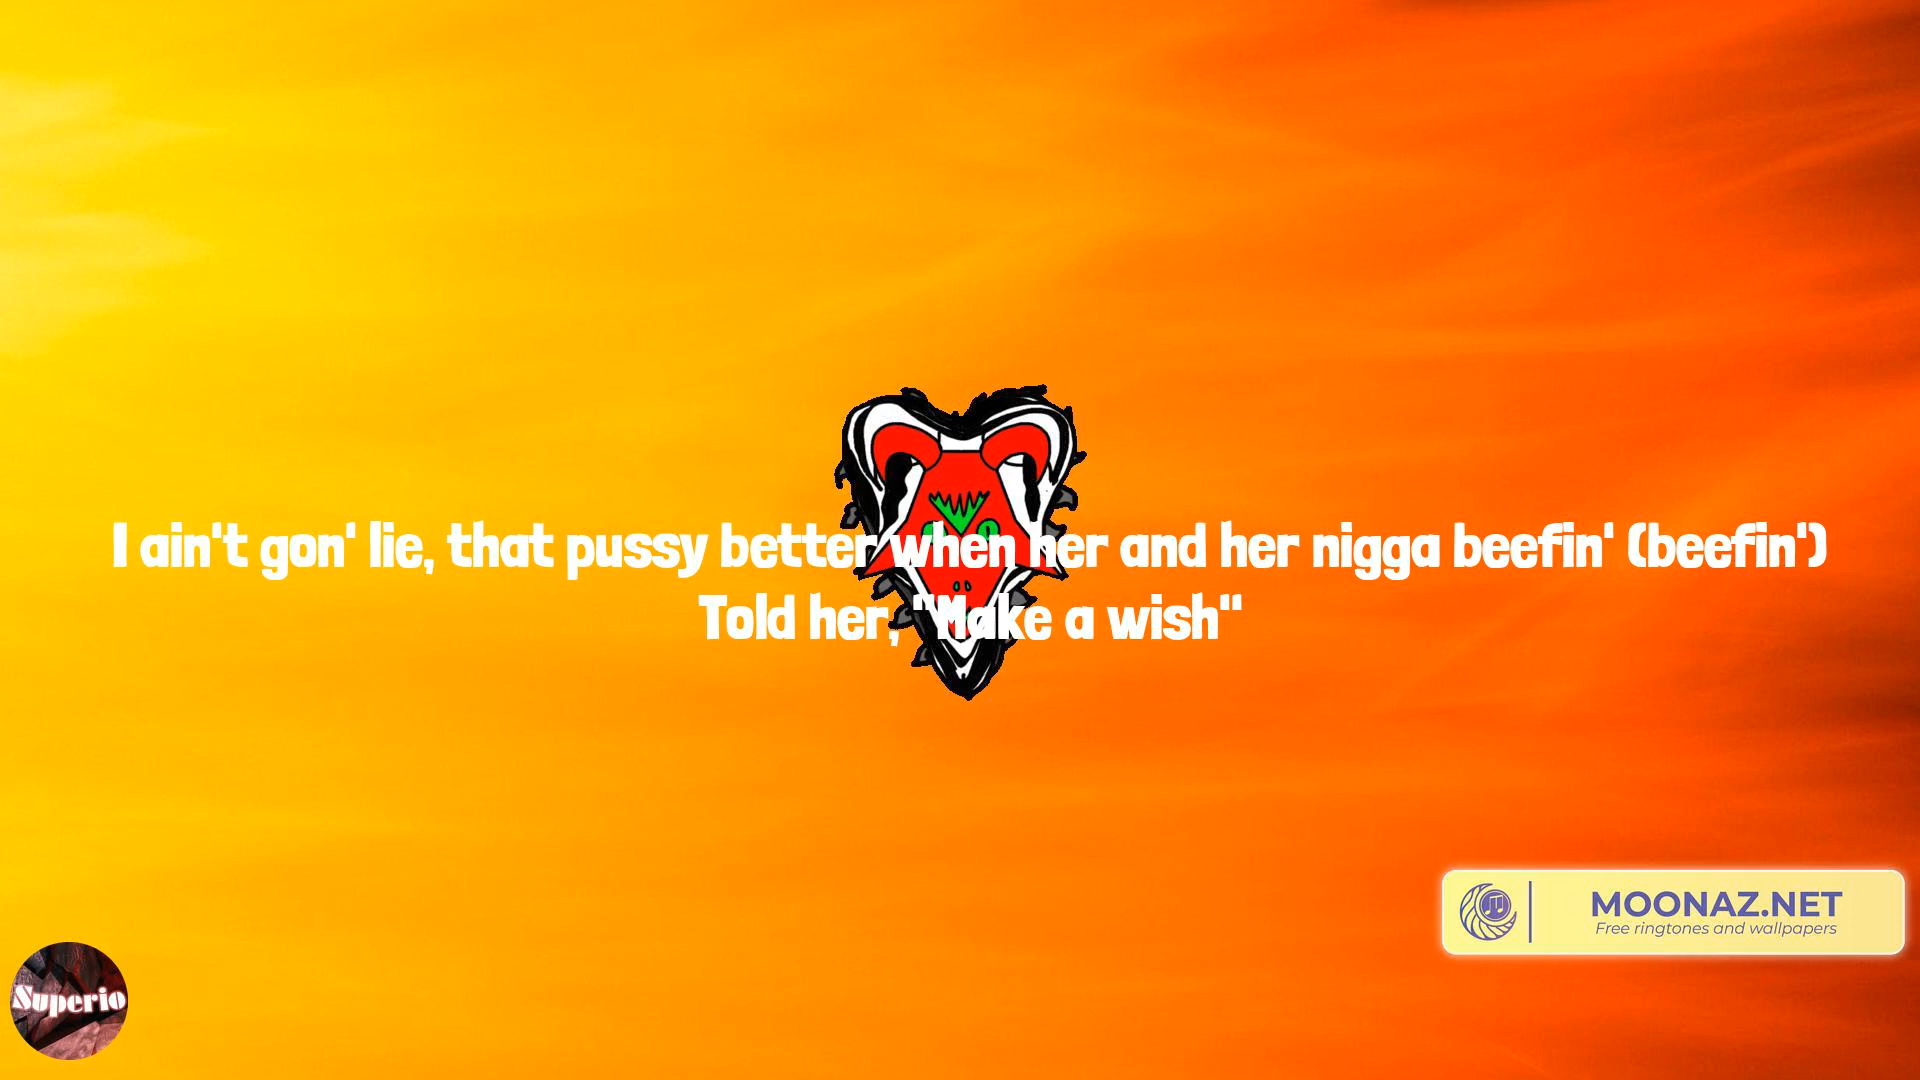 I ain't gon' lie, that pussy better when her and her nigga beefin' (beefin')
Told her, "Make a wish"
MOONAZ.NET
Free ringtones and wallpapers
Superio